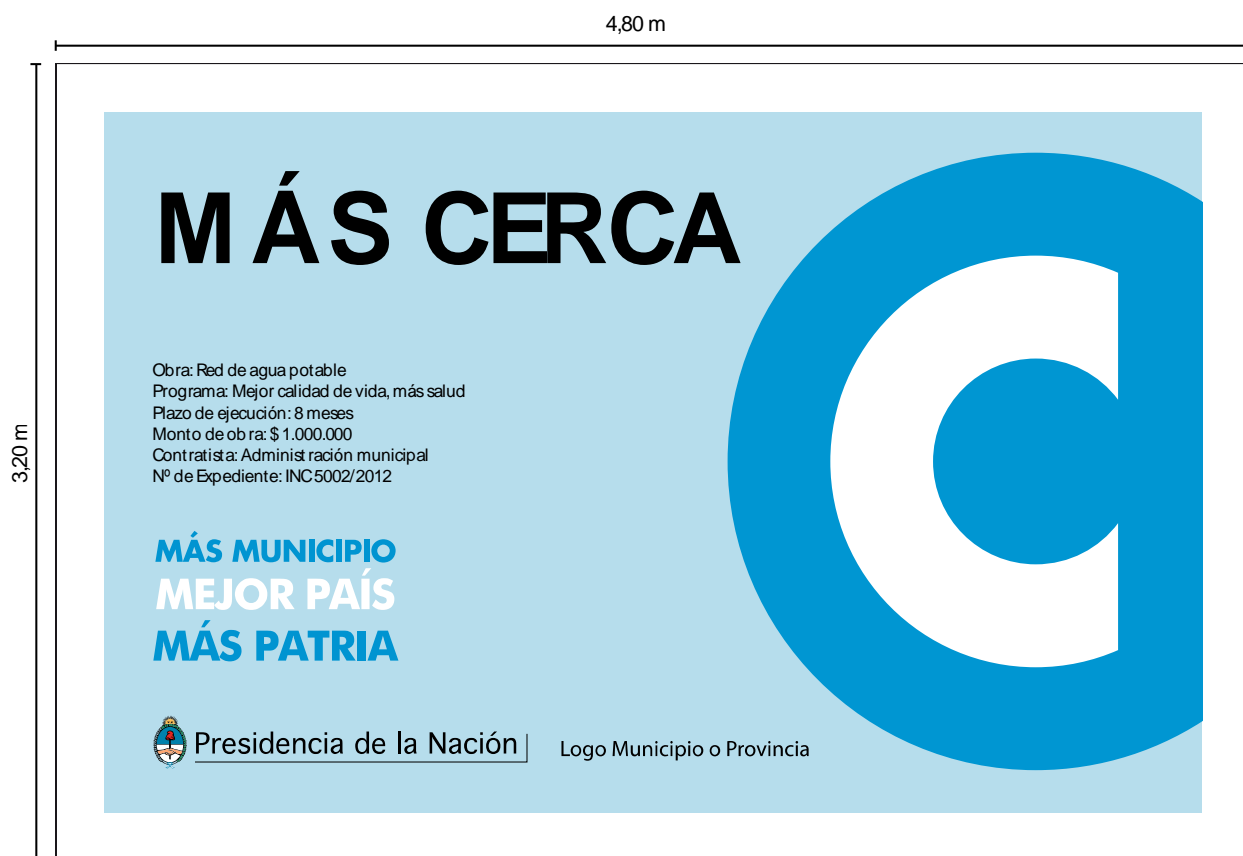 4,80 m
3,20 m
MÁS CERCA
Obra: Red de agua potable
Programa: Mejor calidad de vida, más salud
Plazo de ejecución: 8 meses
Monto de obra: $ 1.000.000
Contratista: Administración municipal
Nº de Expediente: INC 5002/2012
MÁS MUNICIPIO
MEJOR PAÍS
MÁS PATRIA
Presidencia de la Nación
Logo Municipio o Provincia